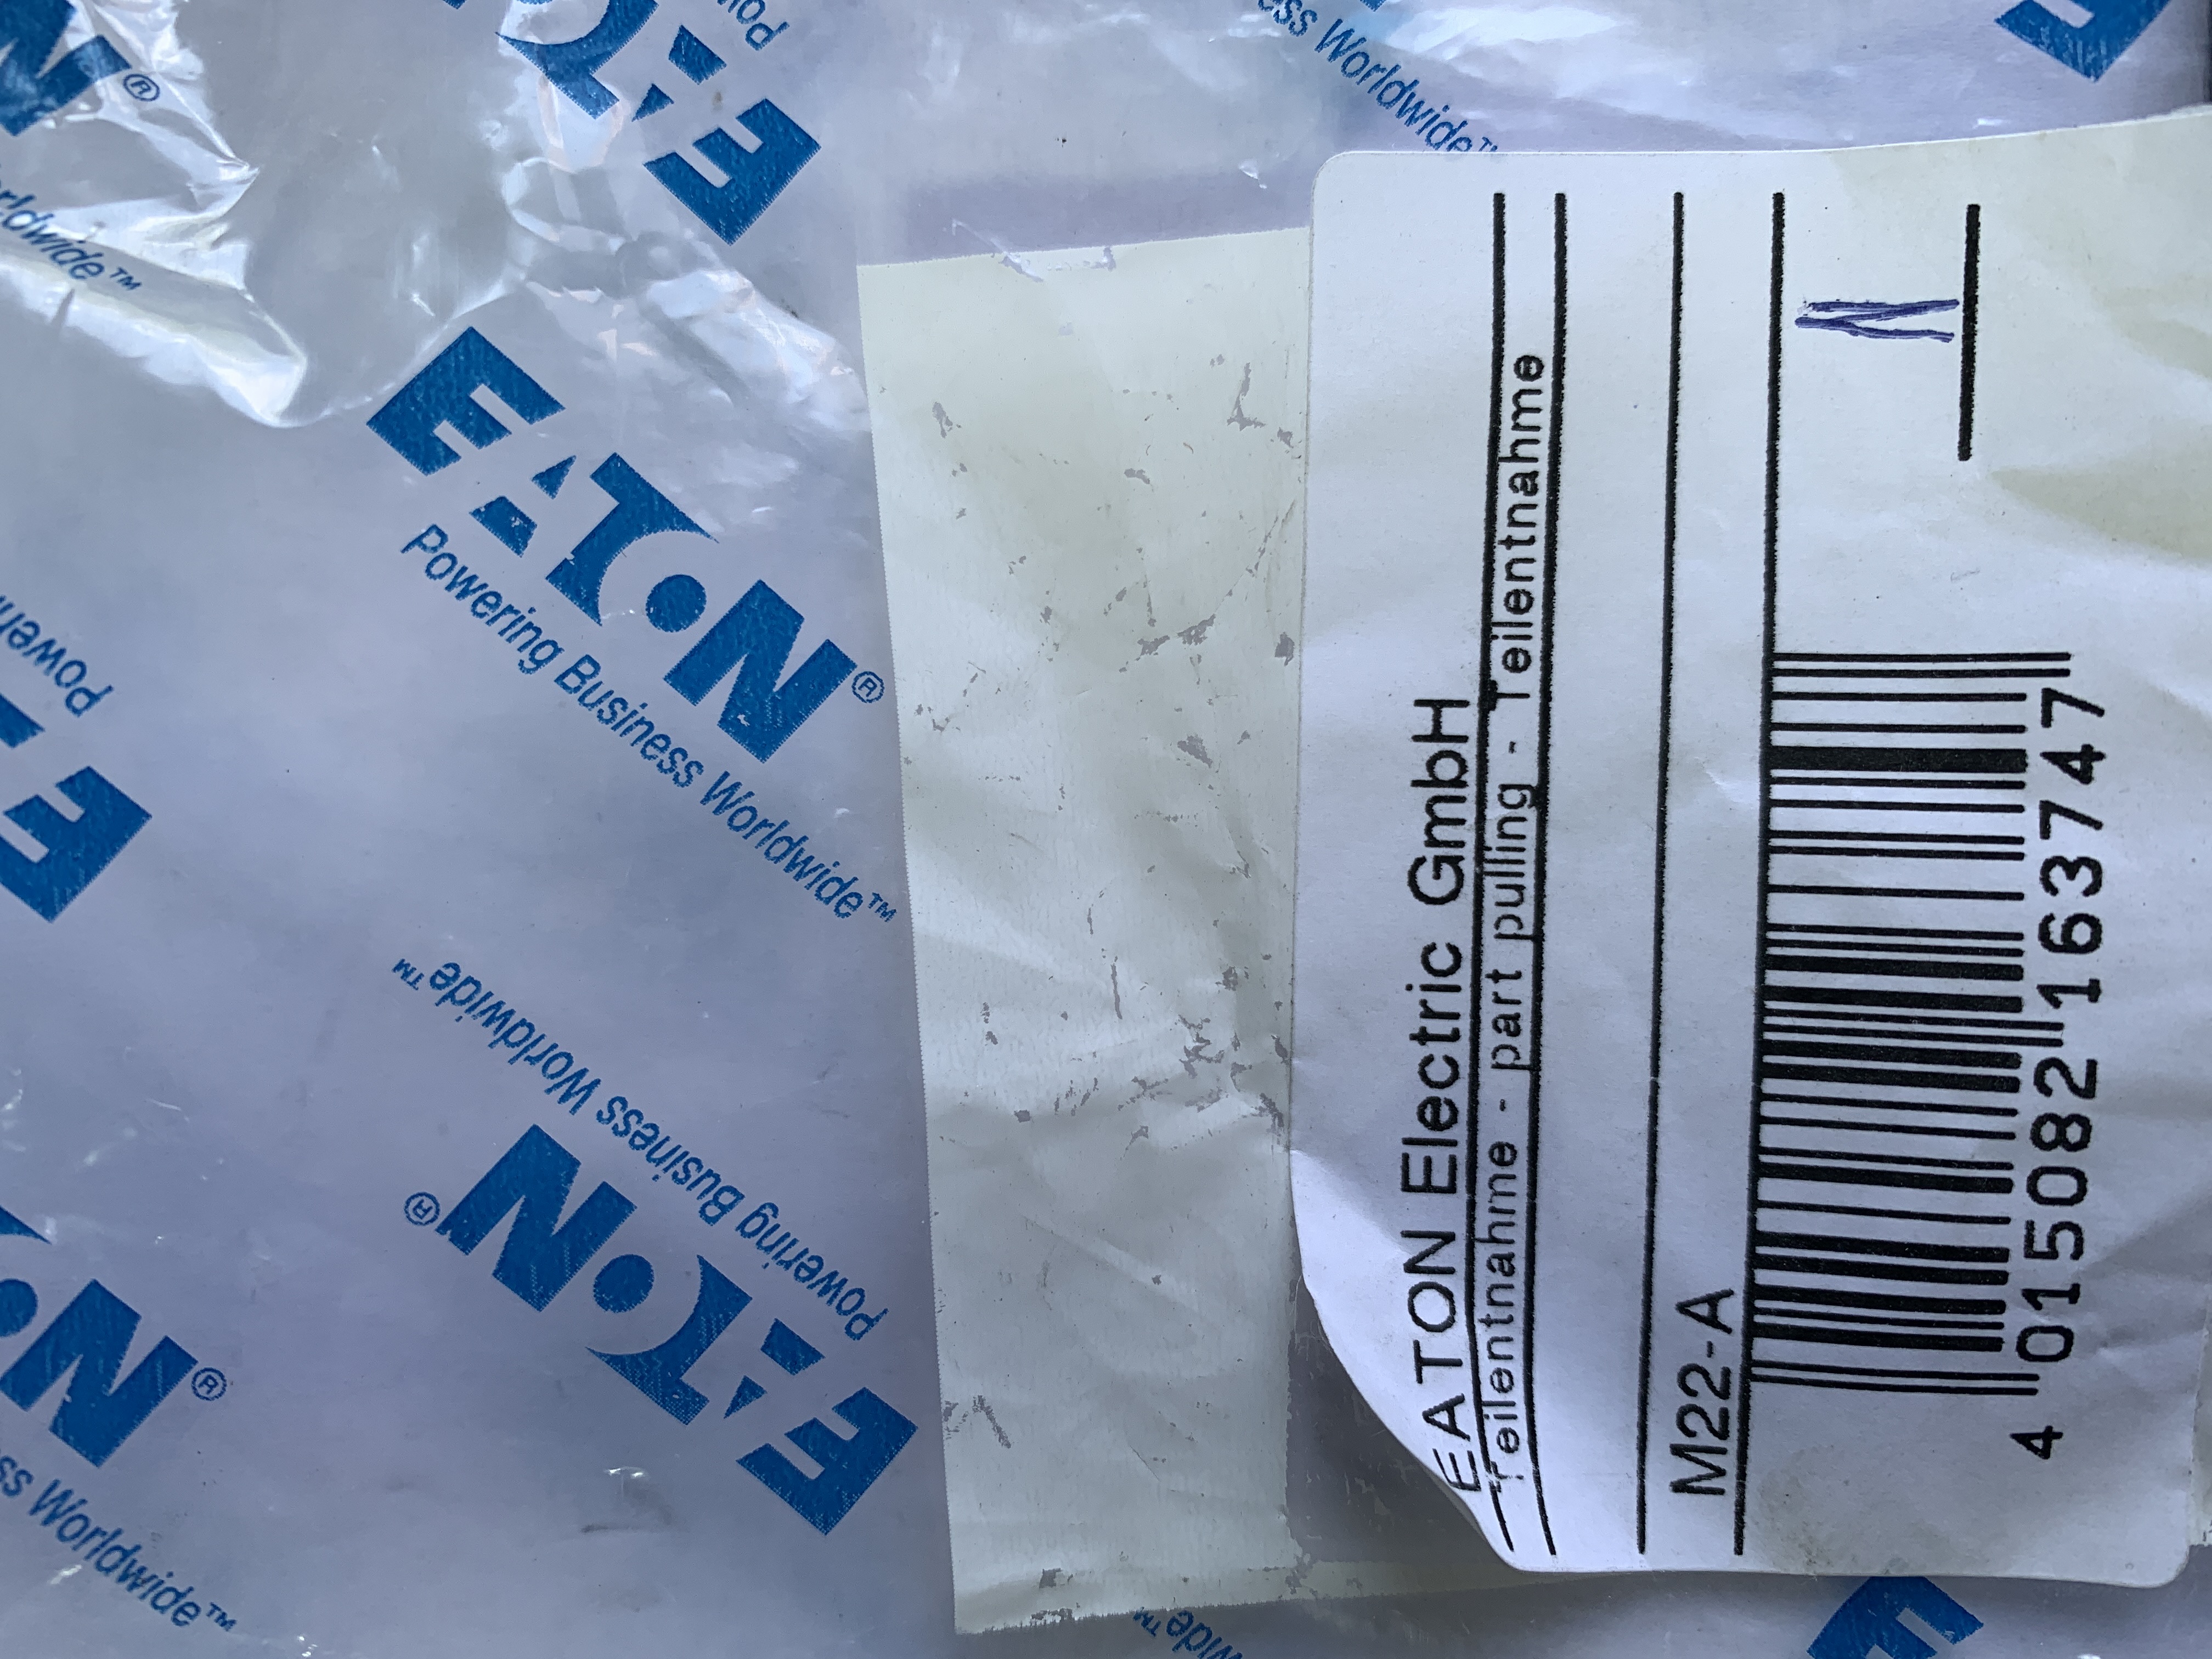 EATON®
Powering Business Worldwide™
EATON®
Powering Business Worldwide™
EATON Electric GmbH
Teilentnahme - part pulling - Teilentnahme
M22-A
4 015082 163747